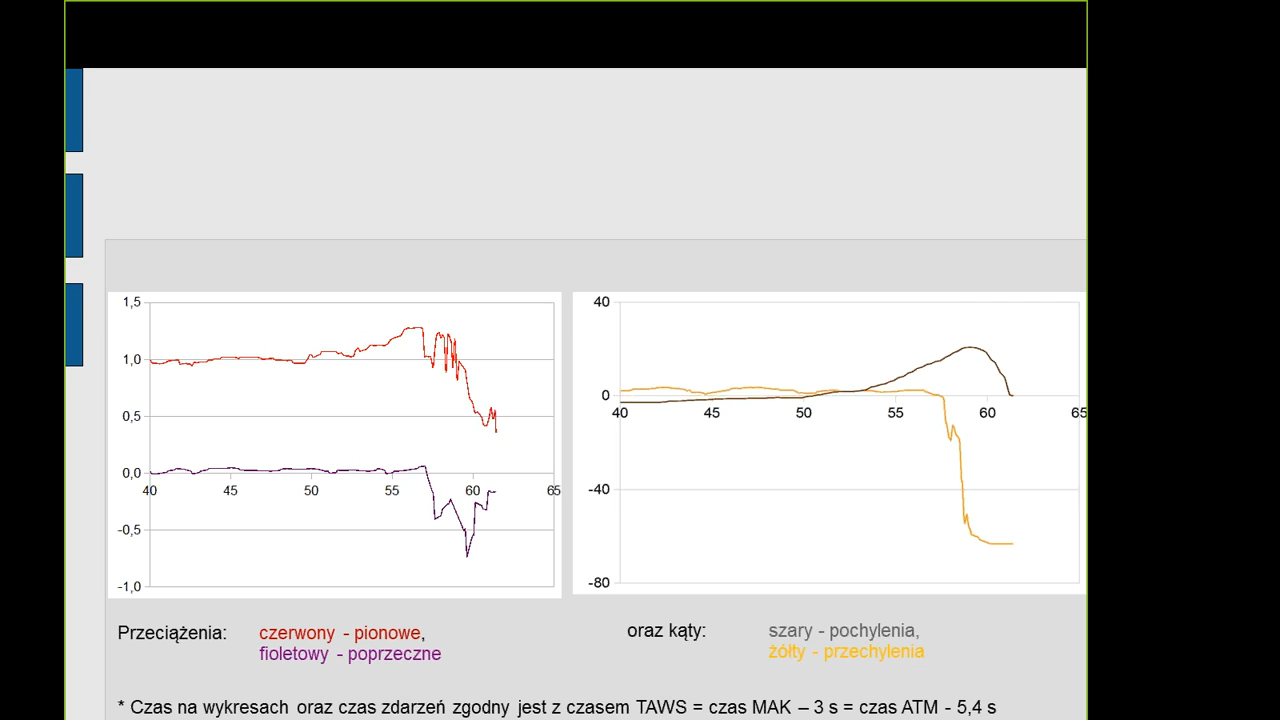 1,5
1,0
0,5
0,0
40 45 50 55 60 65
-0,5
-1,0
40
0
40 45 50 55 60 65
-40
-80
Przeciążenia: czerwony - pionowe,
fioletowy - poprzeczne
oraz kąty: szary - pochylenia,
żółty - przechylenia
* Czas na wykresach oraz czas zdarzeń zgodny jest z czasem TAWS = czas MAK – 3 s = czas ATM - 5,4 s